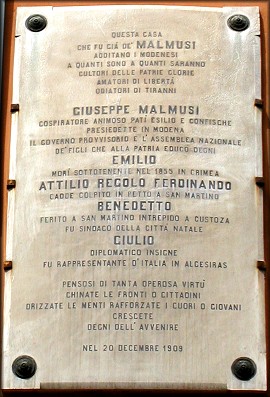 QUESTA CASA
CHE FU GIÀ DE' MALMUSI
ADDITANO I MODENESI
A QUANTI SONO A QUANTI SARANNO
CULTORI DELLE PATRIE GLORIE
AMATORI DI LIBERTÀ
ODIATORI DI TIRANNI
GIUSEPPE MALMUSI
COSPIRATORE ANIMOSO PATÌ ESILIO E CONFISCHE
PRESIEDETTE IN MODENA
IL GOVERNO PROVVISORIO E L'ASSEMBLEA NAZIONALE
DE' FIGLI CHE ALLA PATRIA EDUCÒ DEGNI
EMILIO
MORÌ SOTTOTENENTE NEL 1855 IN CRIMEA
ATTILIO REGOLO FERDINANDO
CADDE COLPITO IN PETTO A SAN MARTINO
BENEDETTO
FERITO A SAN MARTINO INTREPIDO A CUSTOZA
FU SINDACO DELLA CITTÀ NATALE
GIULIO
DIPLOMATICO INSIGNE
FU RAPPRESENTANTE D'ITALIA IN ALGESIRAS
PENSOSI DI TANTA OPEROSA VIRTÙ
CHINATE LE FRONTI O CITTADINI
DRIZZATE LE MENTI RAFFORZATE I CUORI O GIOVANI
CRESCETE
DEGNI DELL'AVVENIRE
NEL 20 DECEMBRE 1909